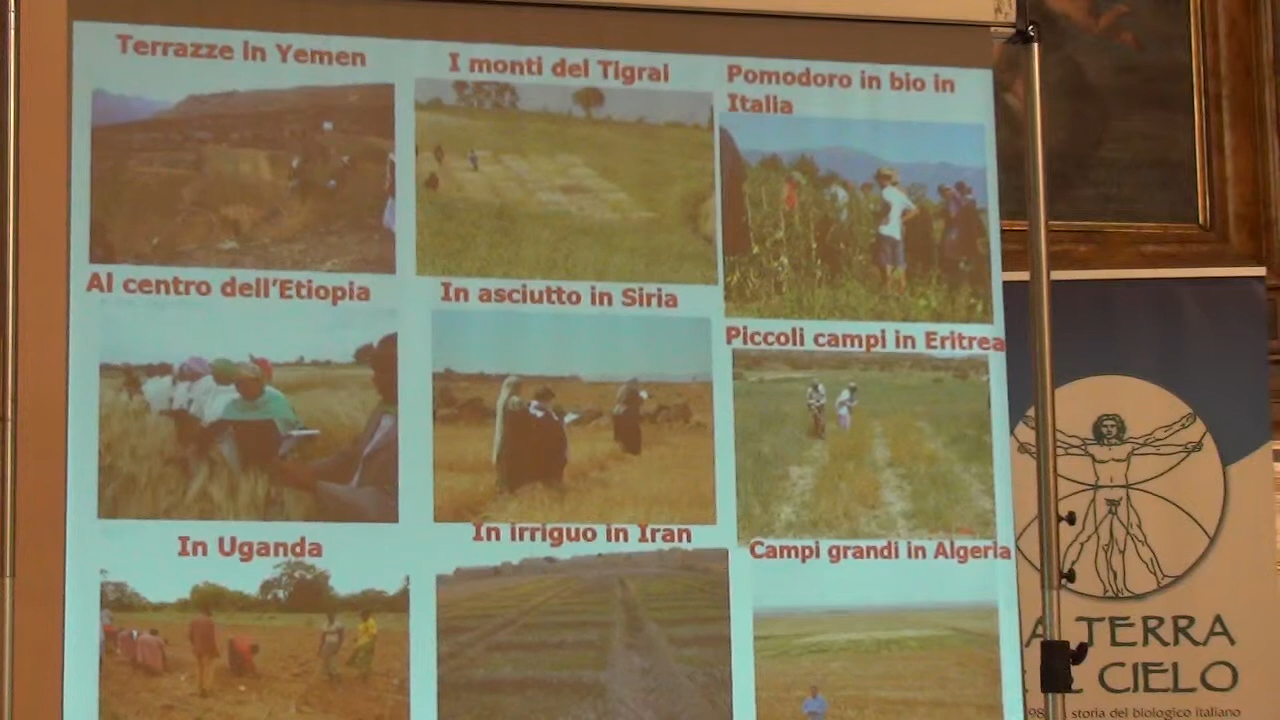 Terrazze in Yemen
I monti del Tigrai
Pomodoro in bio in
Italia
Al centro dell'Etiopia
In asciutto in Siria
Piccoli campi in Eritrea
In Uganda
In irriguo in Iran
Campi grandi in Algeria
A TERRA
CIELO
storia del biologico italiano